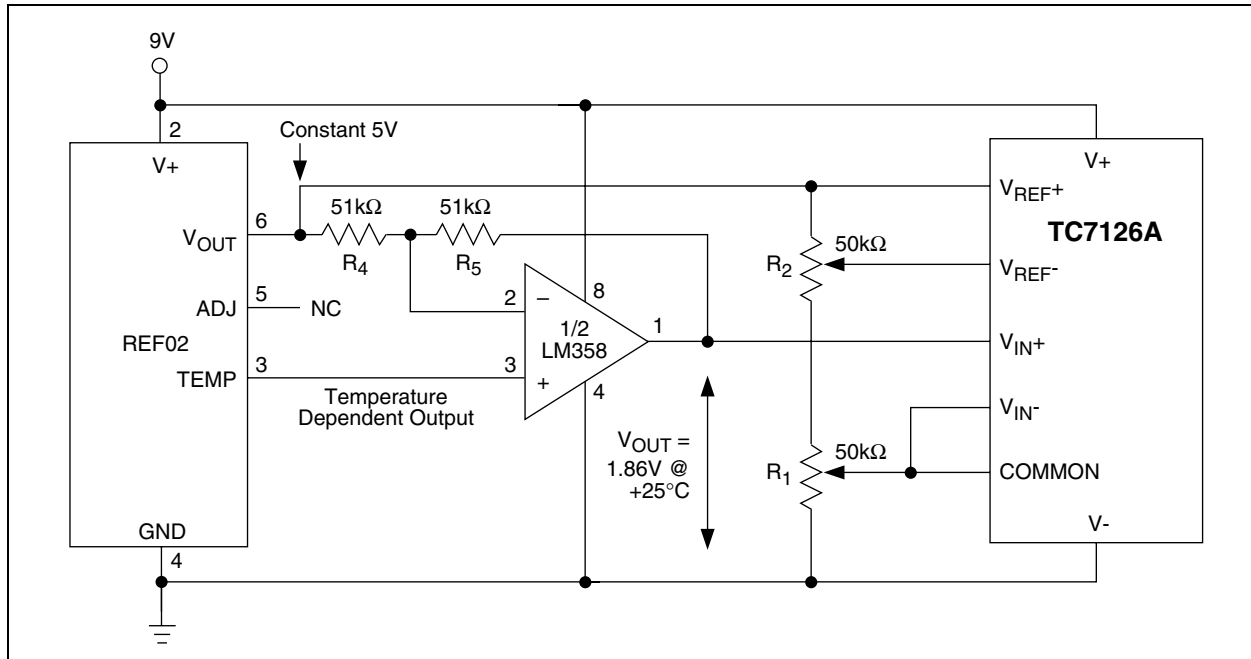 9V
2
V+
Constant 5V
V+
6
VOUT
51kΩ
R4
51kΩ
R5
VREF+
TC7126A
50kΩ
R2
VREF-
5
ADJ
NC
REF02
2
–
8
1/2
LM358
1
VIN+
3
TEMP
3
+
4
Temperature
Dependent Output
VIN-
VOUT =
1.86V @
+25°C
50kΩ
R1
COMMON
V-
GND
4